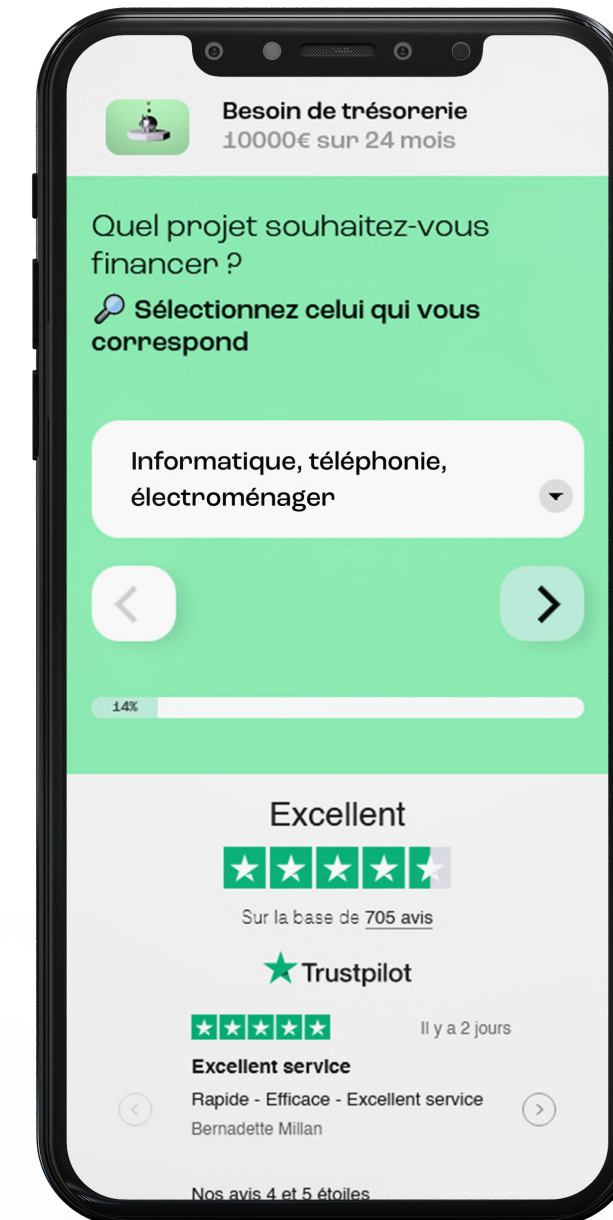 Besoin de trésorerie
10000€ sur 24 mois
Quel projet souhaitez-vous
financer ?
Sélectionnez celui qui vous
correspond
Informatique, téléphonie,
électroménager
14%
Excellent
Sur la base de 705 avis
Trustpilot
Il y a 2 jours
Excellent service
Rapide - Efficace - Excellent service
Bernadette Millan
Nos avis 4 et 5 étoiles